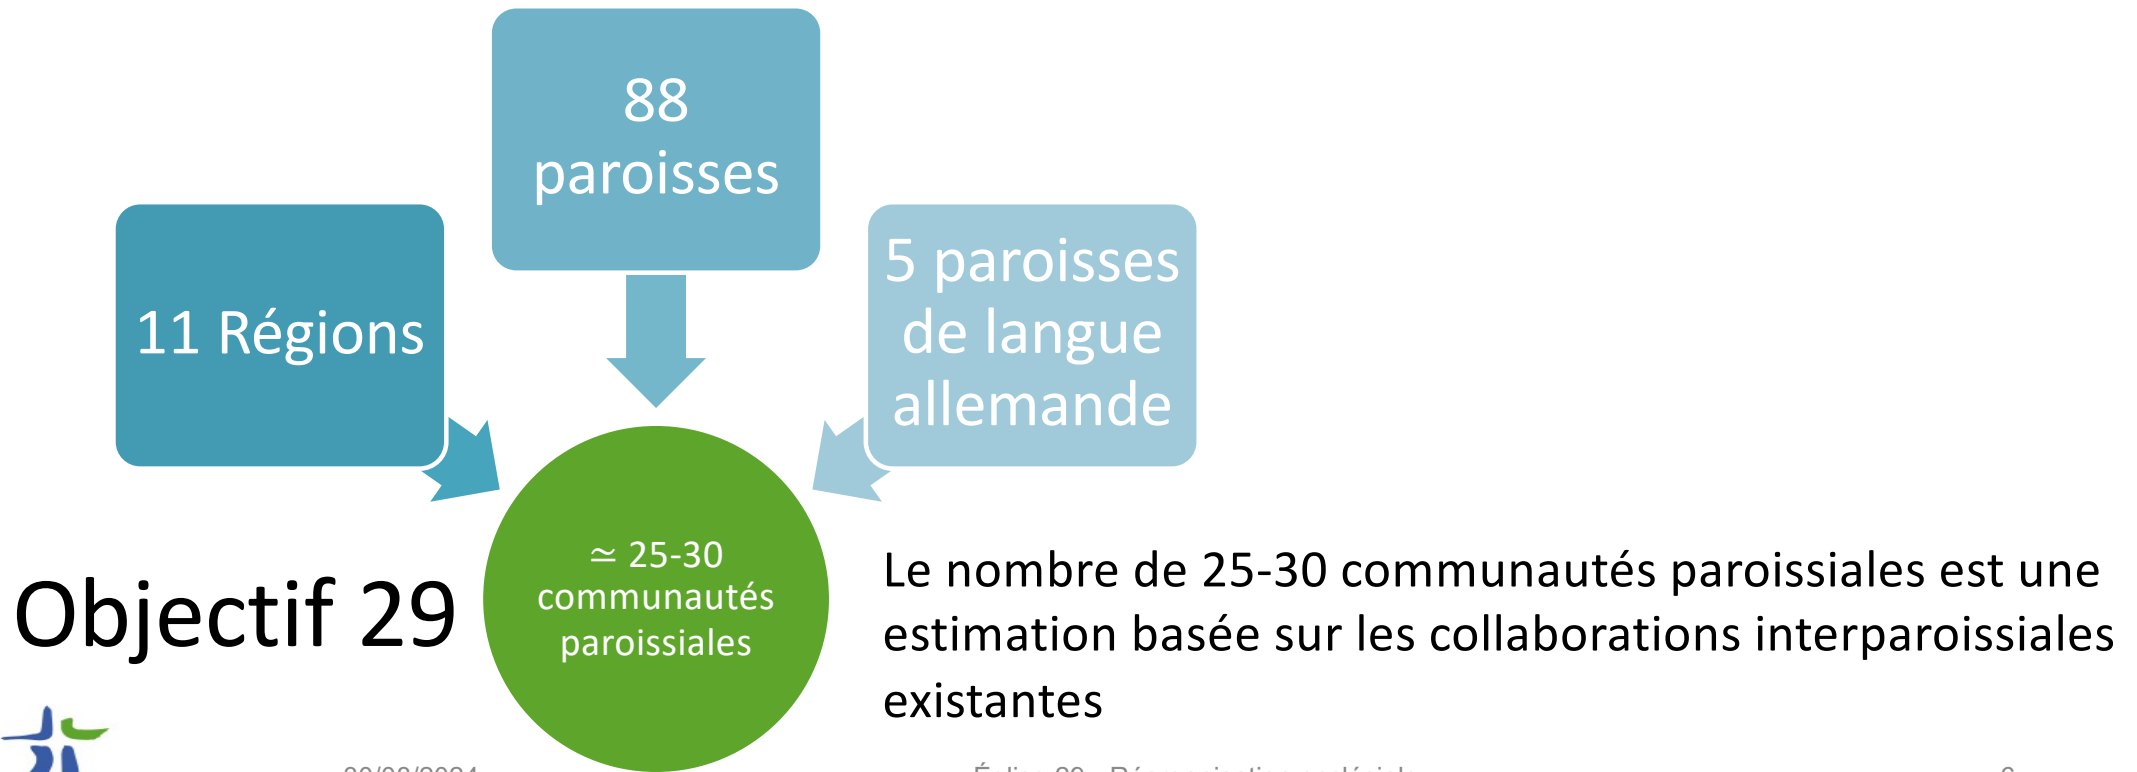 88
paroisses
11 Régions
5 paroisses
de langue
allemande
≃ 25-30
communautés
paroissiales
Objectif 29
Le nombre de 25-30 communautés paroissiales est une
estimation basée sur les collaborations interparoissiales
existantes